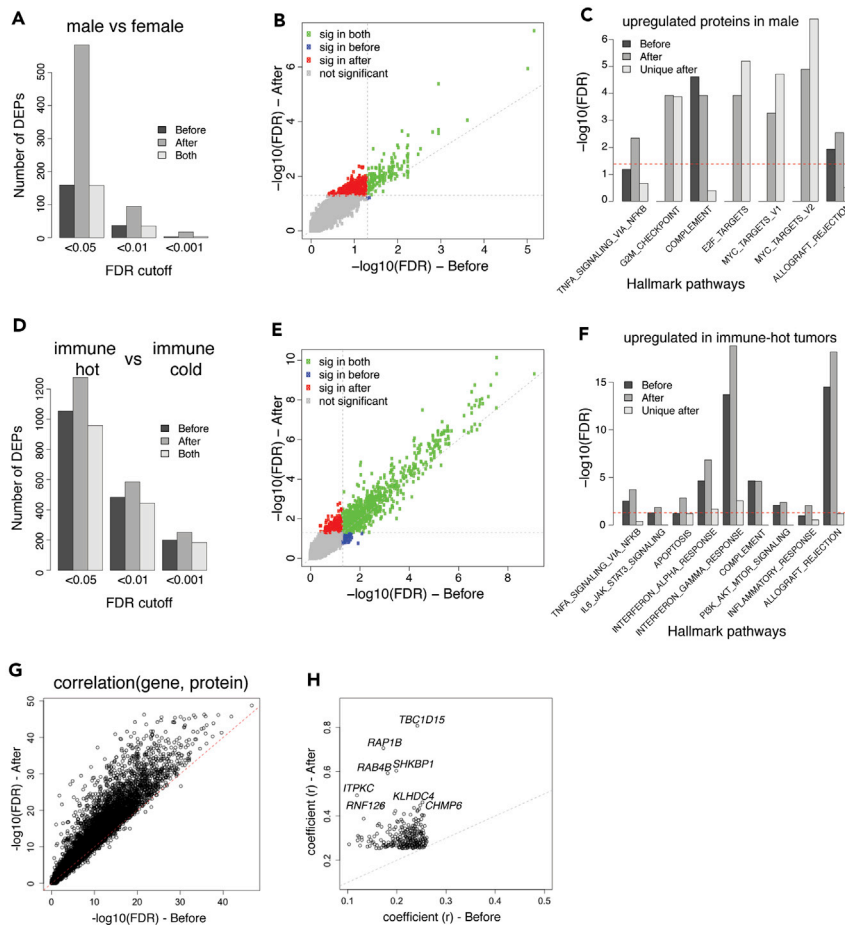 A
male vs female
Number of DEPs
500
400
300
200
100
0
Before
After
Both
<0.05 <0.01 <0.001
FDR cutoff
B
−log10(FDR) − After
6
4
2
0
sig in both
sig in before
sig in after
not significant
0 1 2 3 4 5
−log10(FDR) − Before
C
upregulated proteins in male
−log10(FDR)
6
5
4
3
2
1
0
Before
After
Unique after
TNFA_SIGNALING_VIA_NFKB
G2M_CHECKPOINT
COMPLEMENT
E2F_TARGETS
MYC_TARGETS_V1
MYC_TARGETS_V2
ALLOGRAFT_REJECTION
Hallmark pathways
D
immune vs immune
hot cold
Number of DEPs
1200
1000
800
600
400
200
0
Before
After
Both
<0.05 <0.01 <0.001
FDR cutoff
E
−log10(FDR) − After
10
8
6
4
2
0
sig in both
sig in before
sig in after
not significant
0 2 4 6 8
−log10(FDR) − Before
F
upregulated in immune-hot tumors
−log10(FDR)
15
10
5
0
Before
After
Unique after
TNFA_SIGNALING_VIA_NFKB
IL6_JAK_STAT3_SIGNALING
APOPTOSIS
INTERFERON_ALPHA_RESPONSE
INTERFERON_GAMMA_RESPONSE
COMPLEMENT
PI3K_AKT_MTOR_SIGNALING
INFLAMMATORY_RESPONSE
ALLOGRAFT_REJECTION
Hallmark pathways
G
correlation(gene, protein)
-log10(FDR) - After
50
40
30
20
10
0
0 10 20 30 40
-log10(FDR) - Before
H
coefficient (r) - After
0.8
0.6
0.4
0.2
TBC1D15
RAP1B
RAB4B SHKBP1
ITPKC
RNF126 KLHDC4
CHMP6
0.1 0.2 0.3 0.4 0.5
coefficient (r) - Before